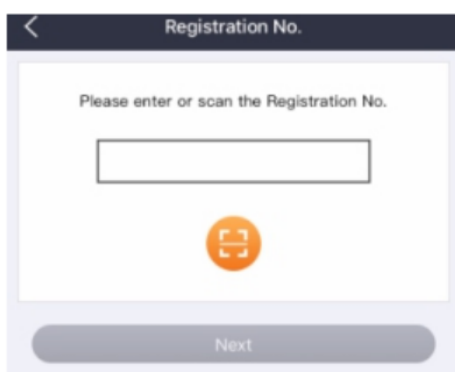 Registration No.
Please enter or scan the Registration No.
Next